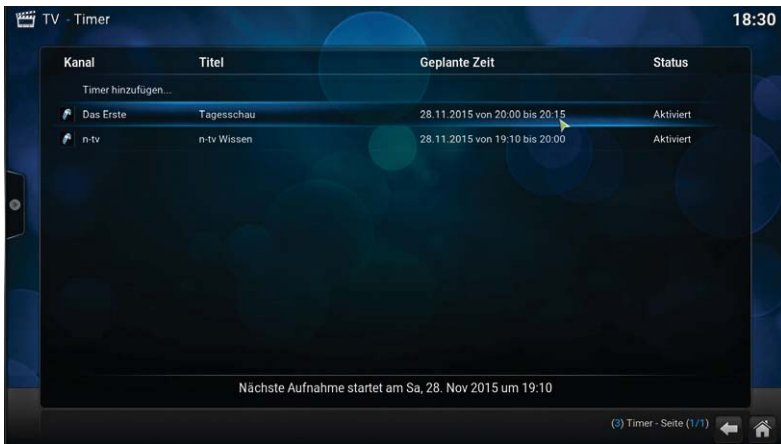 TV - Timer 18:30
Kanal Titel Geplante Zeit Status
Timer hinzufügen...
Das Erste Tagesschau 28.11.2015 von 20:00 bis 20:15 Aktiviert
n-tv n-tv Wissen 28.11.2015 von 19:10 bis 20:00 Aktiviert
Nächste Aufnahme startet am Sa, 28. Nov 2015 um 19:10
(3) Timer - Seite (1/1)